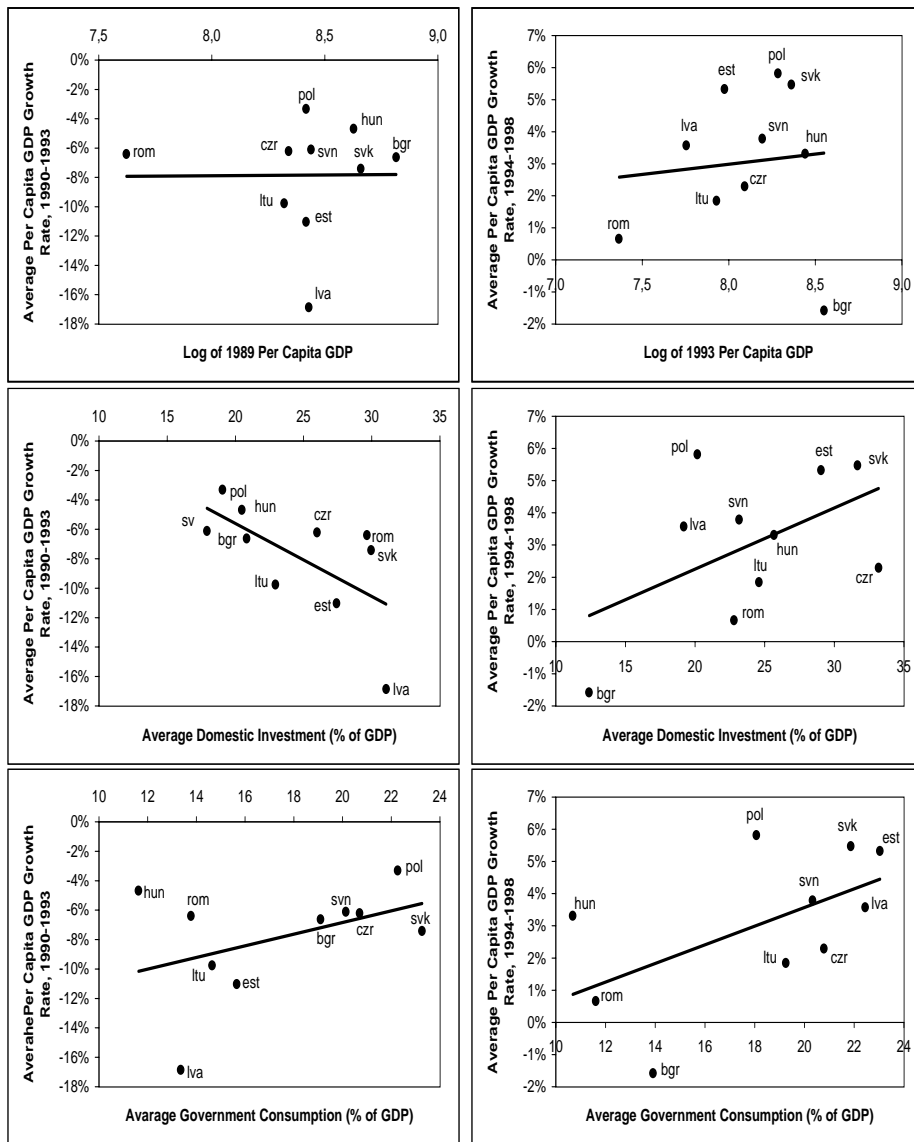 7,5 8,0 8,5 9,0
0%
-2%
-4%
-6%
-8%
-10%
-12%
-14%
-16%
-18%
Average Per Capita GDP Growth
Rate, 1990-1993
pol
hun
rom
czr
svn
svk
bgr
ltu
est
lva
Log of 1989 Per Capita GDP
7%
6%
5%
4%
3%
2%
1%
0%
-1%
-2%
7,0 7,5 8,0 8,5 9,0
Average Per Capita GDP Growth
Rate, 1994-1998
pol
est
svk
lva
svn
hun
ltu
czr
rom
bgr
Log of 1993 Per Capita GDP
10 15 20 25 30 35
0%
-2%
-4%
-6%
-8%
-10%
-12%
-14%
-16%
-18%
Average Per Capita GDP Growth
Rate, 1990-1993
pol
hun
sv
bgr
czr
rom
svk
ltu
est
lva
Average Domestic Investment (% of GDP)
7%
6%
5%
4%
3%
2%
1%
0%
-1%
-2%
10 15 20 25 30 35
Average Per Capita GDP Growth
Rate, 1994-1998
pol
est
svk
svn
lva
hun
ltu
czr
rom
bgr
Average Domestic Investment (% of GDP)
10 12 14 16 18 20 22 24
0%
-2%
-4%
-6%
-8%
-10%
-12%
-14%
-16%
-18%
AverahePer Capita GDP Growth
Rate, 1990-1993
pol
hun
rom
svn
bgr
czr
svk
ltu
est
lva
Avarage Government Consumption (% of GDP)
7%
6%
5%
4%
3%
2%
1%
0%
-1%
-2%
10 12 14 16 18 20 22 24
Average Per Capita GDP Growth
Rate, 1994-1998
pol
svk
est
svn
hun
lva
ltu
czr
rom
bgr
Average Government Consumption (% of GDP)